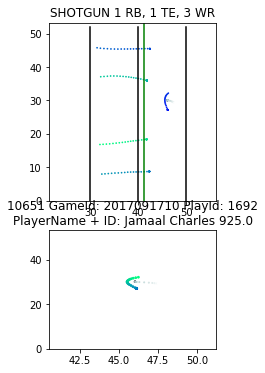 SHOTGUN 1 RB, 1 TE, 3 WR
50
40
30
20
10
0
30 40 50
10651 GameId: 2017091710 PlayId: 1692
PlayerName + ID: Jamaal Charles 925.0
40
20
0
42.5 45.0 47.5 50.0